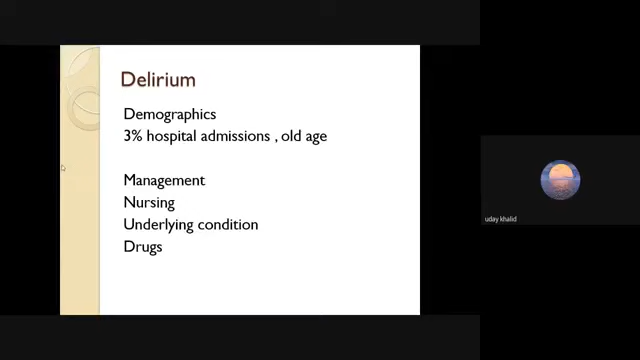 Delirium
Demographics
3% hospital admissions , old age
Management
Nursing
Underlying condition
Drugs
uday khalid